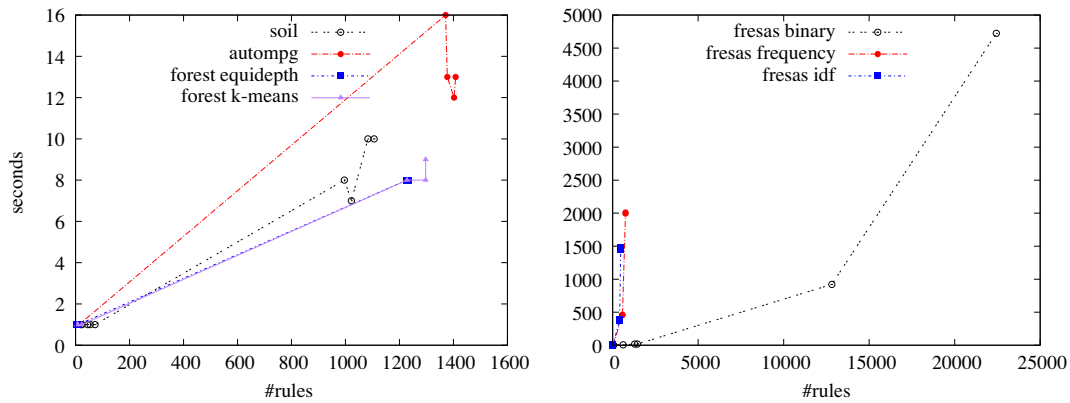 16
14
12
10
8
6
4
2
0
seconds
soil
autompg
forest equidepth
forest k-means
0 200 400 600 800 1000 1200 1400 1600
#rules
5000
4500
4000
3500
3000
2500
2000
1500
1000
500
0
fresas binary
fresas frequency
fresas idf
0 5000 10000 15000 20000 25000
#rules